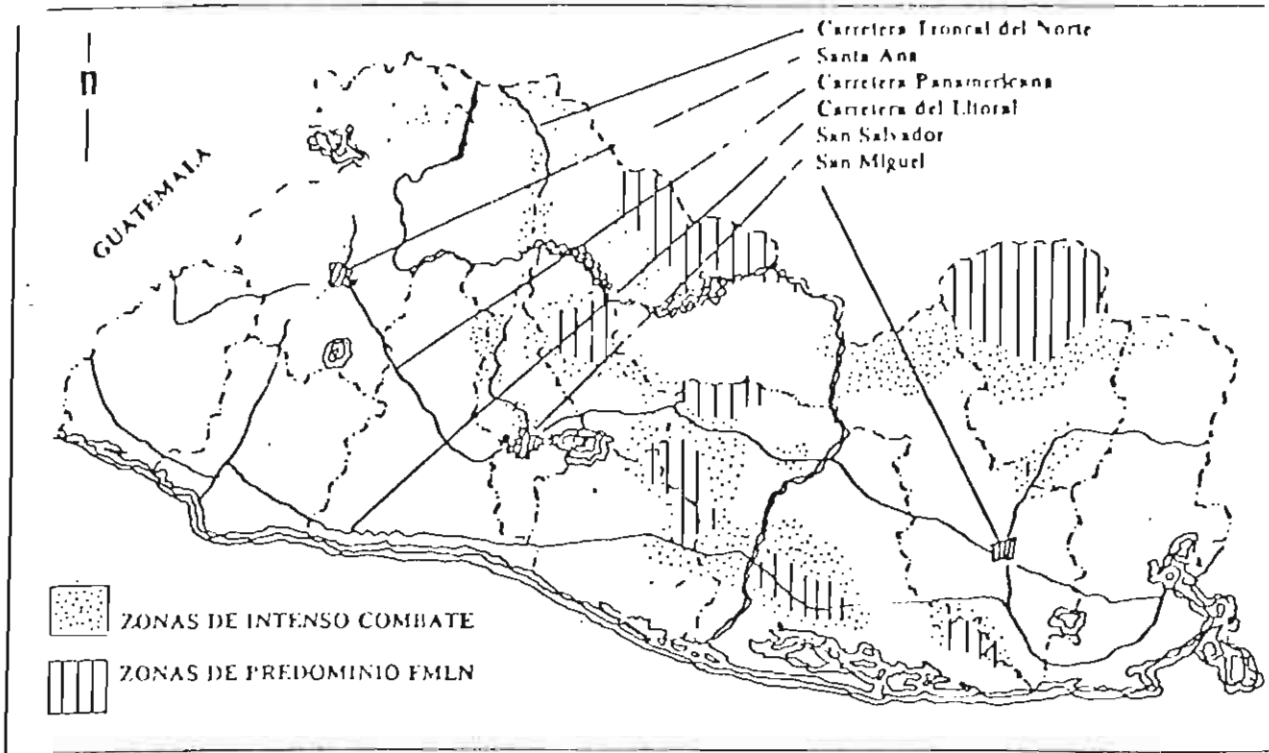 Carretera Troncal del Norte
Santa Ana
Carretera Panamericana
Carretera del Litoral
San Salvador
San Miguel
n
GUATEMALA
ZONAS DE INTENSO COMBATE
ZONAS DE PREDOMINIO FMLN